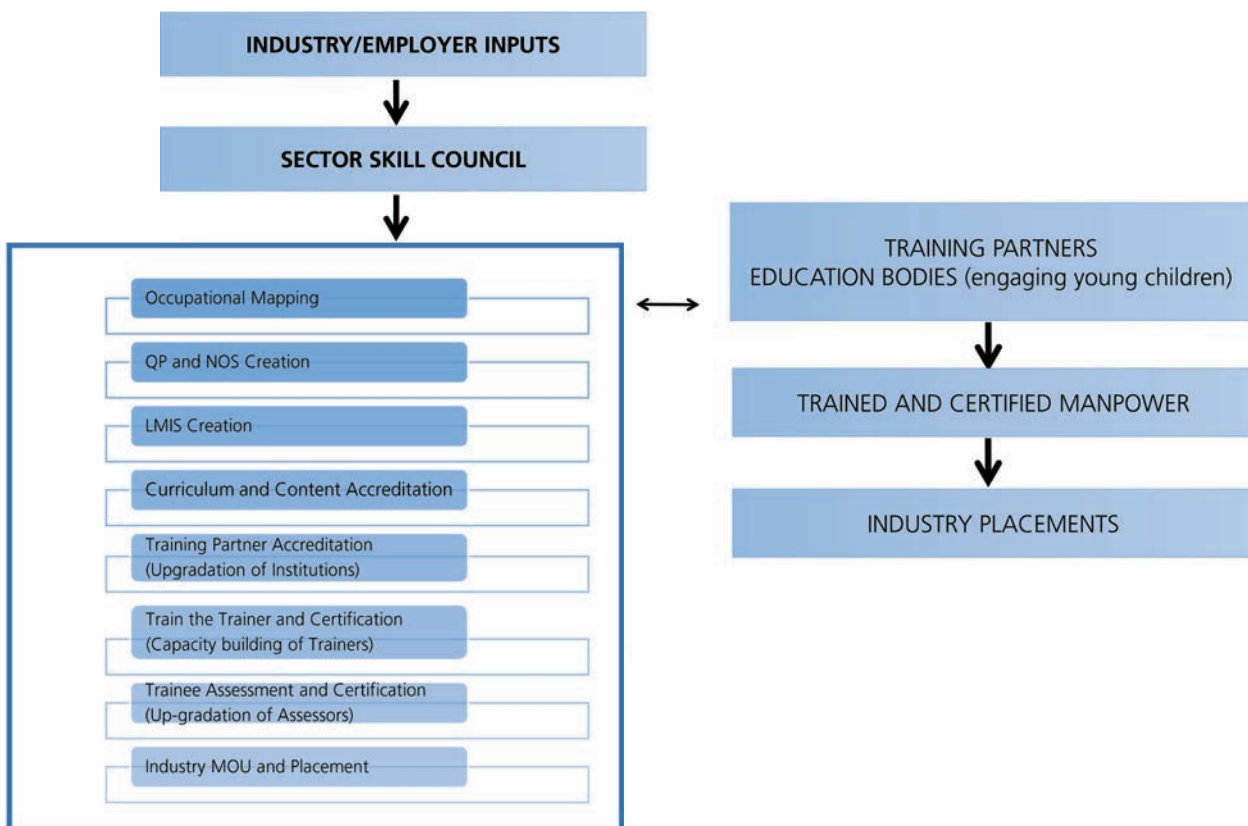 INDUSTRY/EMPLOYER INPUTS
SECTOR SKILL COUNCIL
Occupational Mapping
QP and NOS Creation
LMIS Creation
Curriculum and Content Accreditation
Training Partner Accreditation
(Upgradation of Institutions)
Train the Trainer and Certification
(Capacity building of Trainers)
Trainee Assessment and Certification
(Up-gradation of Assessors)
Industry MOU and Placement
TRAINING PARTNERS
EDUCATION BODIES (engaging young children)
TRAINED AND CERTIFIED MANPOWER
INDUSTRY PLACEMENTS